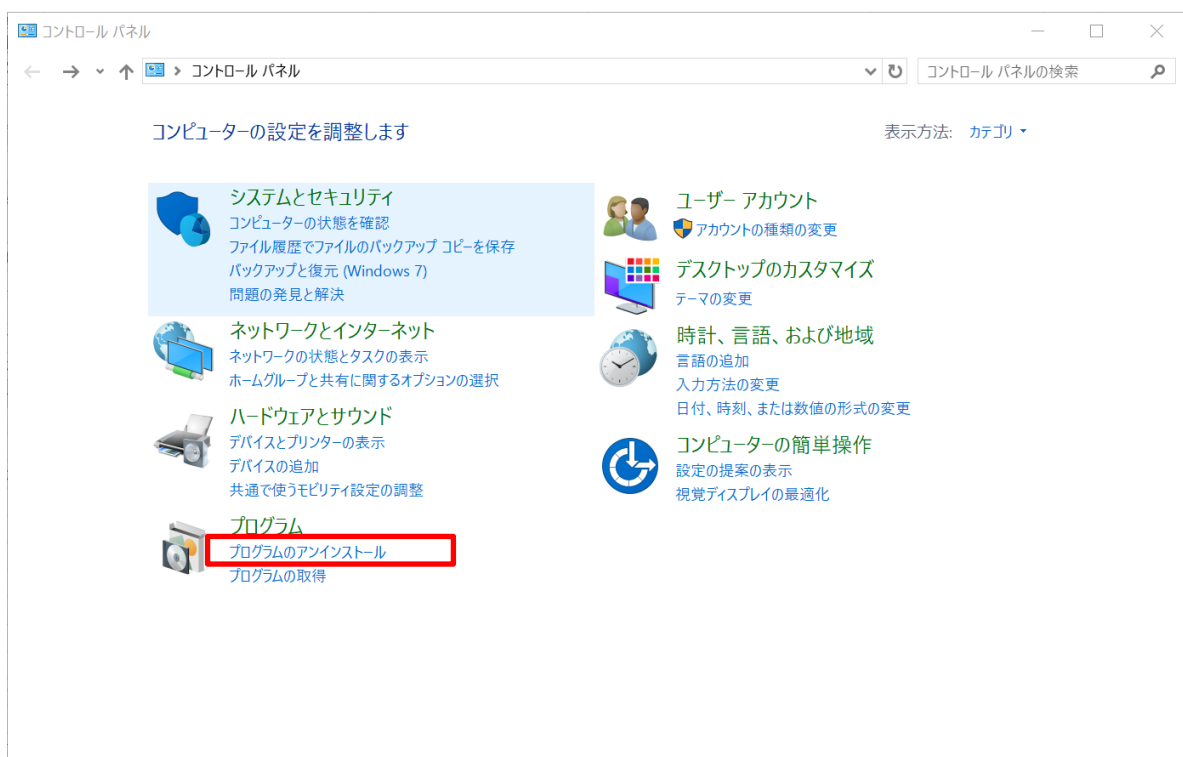 コントロール パネル
コントロール パネル
コントロール パネルの検索
コンピューターの設定を調整します
表示方法: カテゴリ
システムとセキュリティ
コンピューターの状態を確認
ファイル履歴でファイルのバックアップ コピーを保存
バックアップと復元 (Windows 7)
問題の発見と解決
ネットワークとインターネット
ネットワークの状態とタスクの表示
ホームグループと共有に関するオプションの選択
ハードウェアとサウンド
デバイスとプリンターの表示
デバイスの追加
共通で使うモビリティ設定の調整
プログラム
プログラムのアンインストール
プログラムの取得
ユーザー アカウント
アカウントの種類の変更
デスクトップのカスタマイズ
テーマの変更
時計、言語、および地域
言語の追加
入力方法の変更
日付、時刻、または数値の形式の変更
コンピューターの簡単操作
設定の提案の表示
視覚ディスプレイの最適化